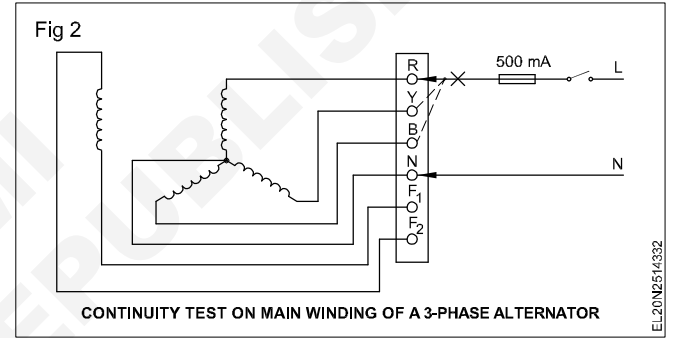 Fig 2
500 mA
L
R
Y
B
N
N
F1
F2
EL20N2514332
CONTINUITY TEST ON MAIN WINDING OF A 3-PHASE ALTERNATOR